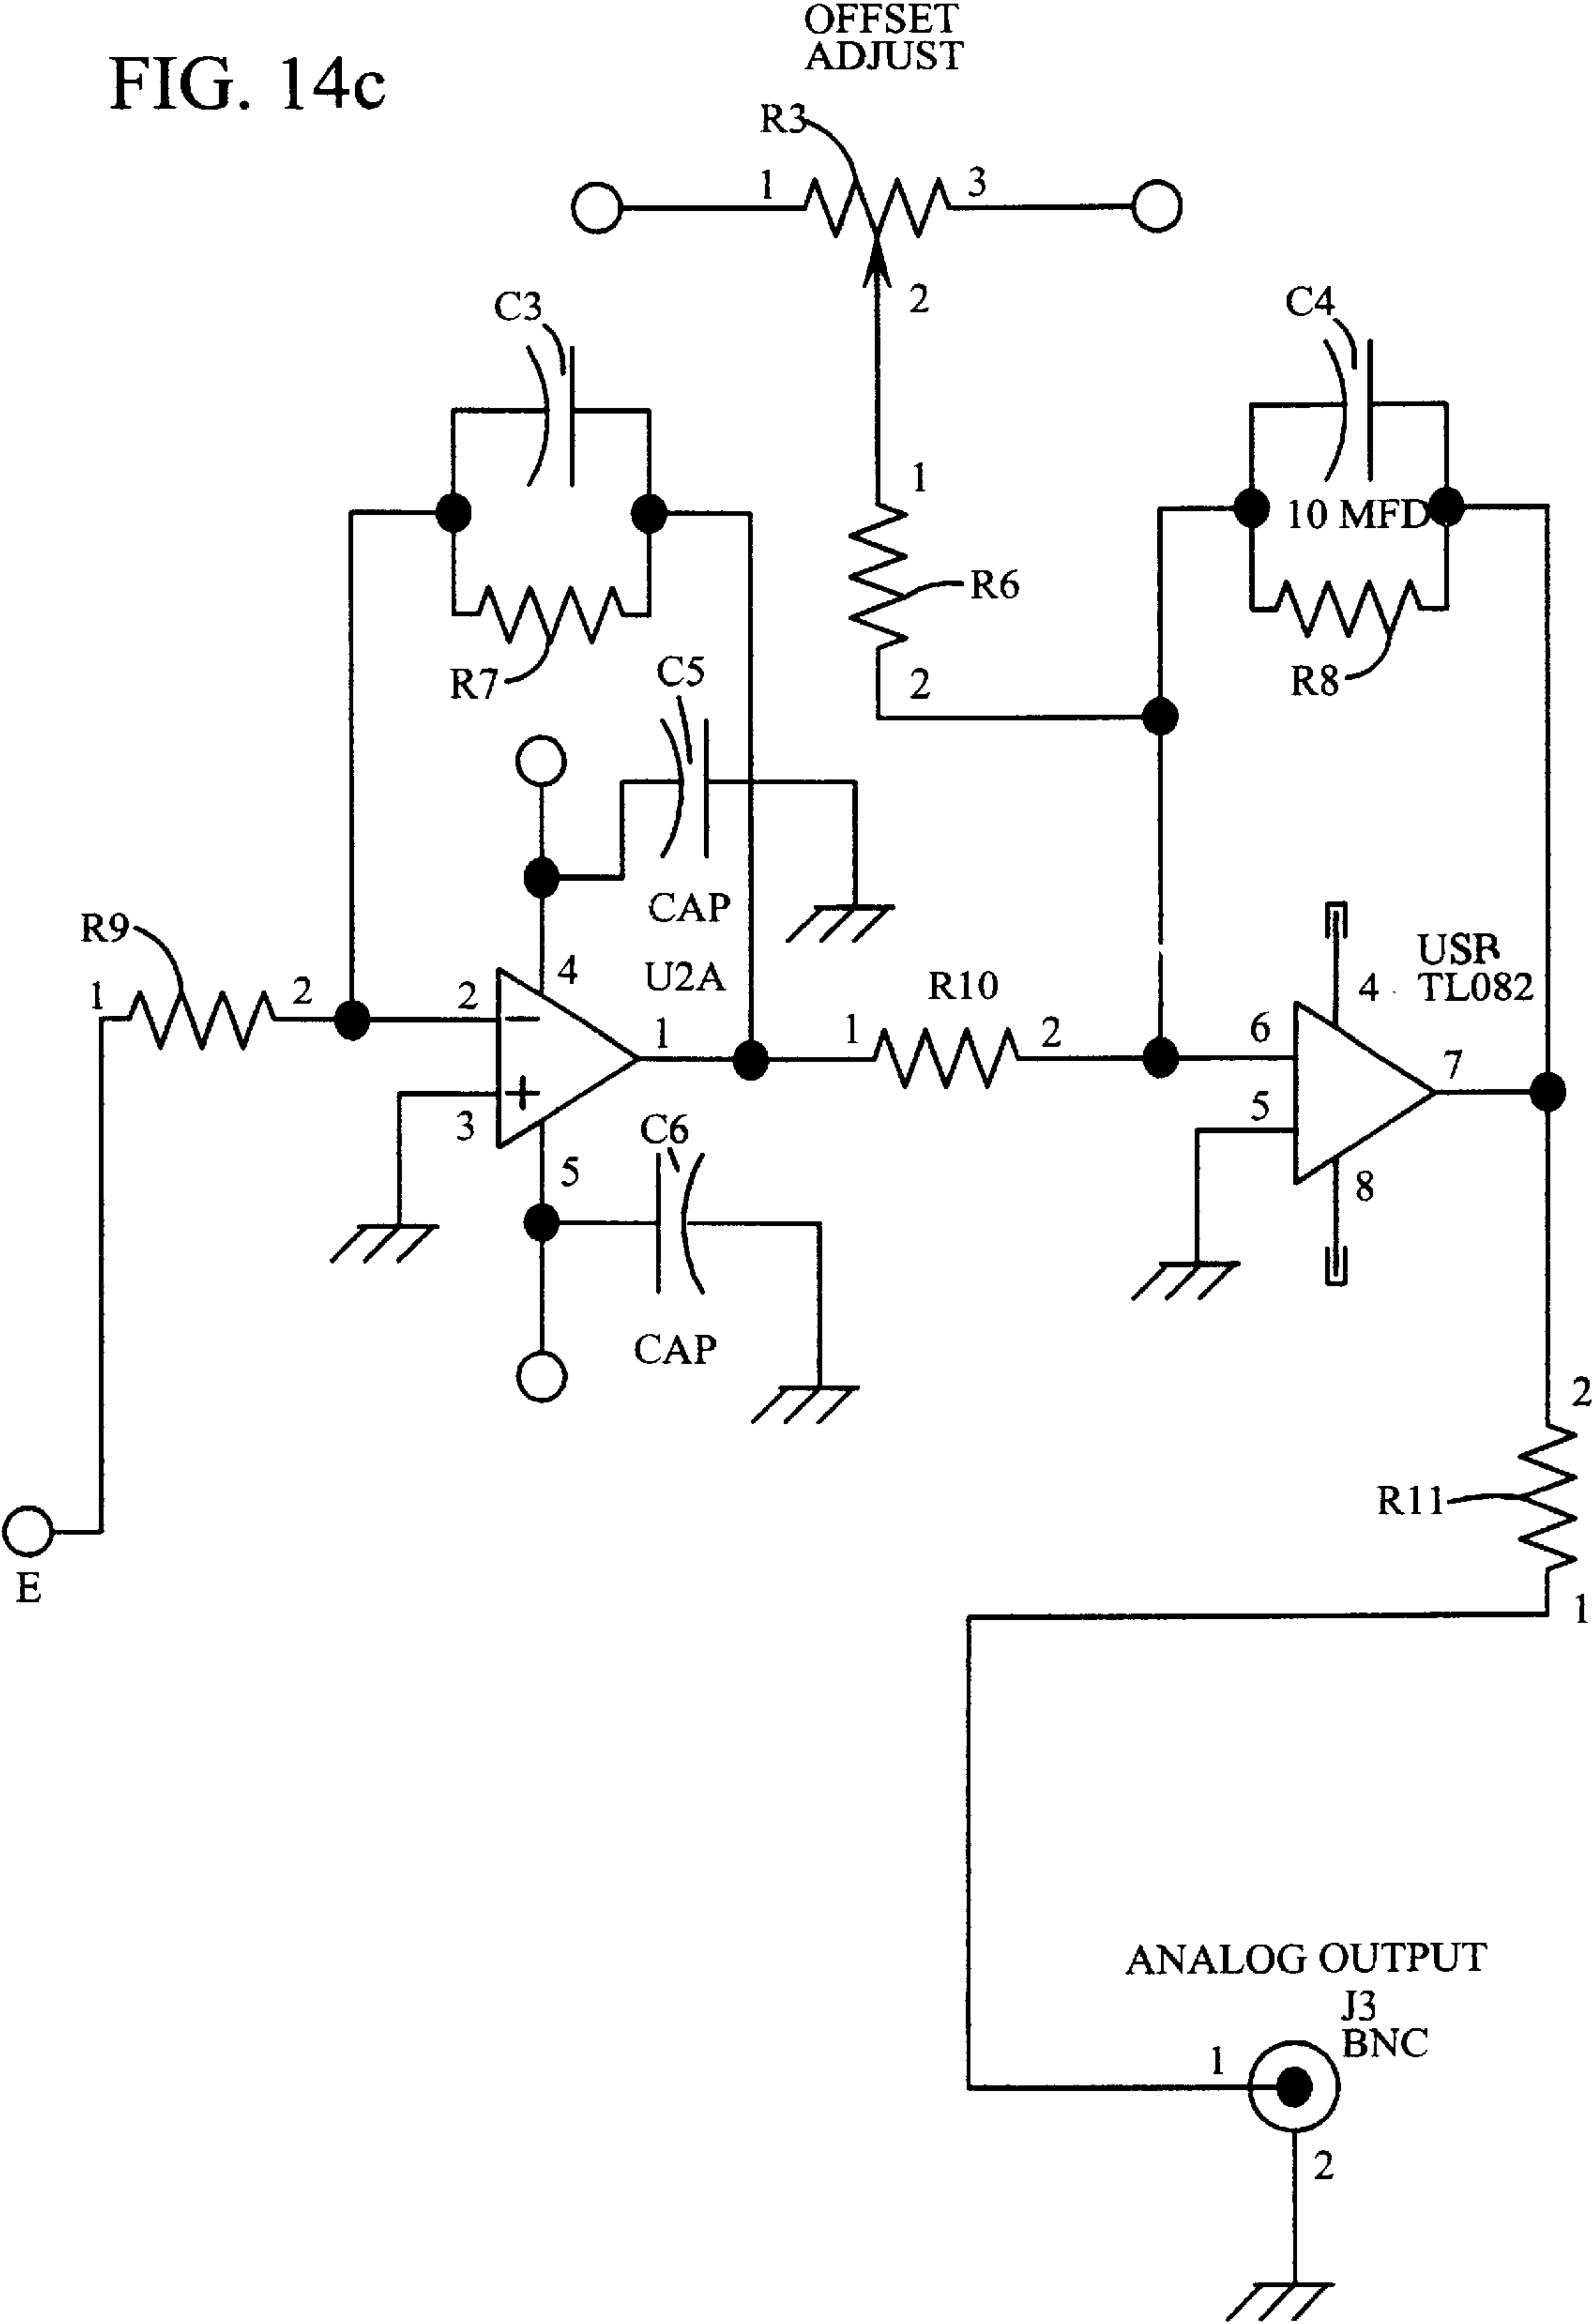 OFFSET
ADJUST
FIG. 14c
R3
1
3
2
C3
C4
1
10 MFD
R6
R7
C5
R8
2
CAP
R9
USB
TL082
4
U2A
4
1
2
2
R10
1
1
2
6
7
3
5
C6
5
8
CAP
2
R11
E
1
ANALOG OUTPUT
J3
BNC
1
2